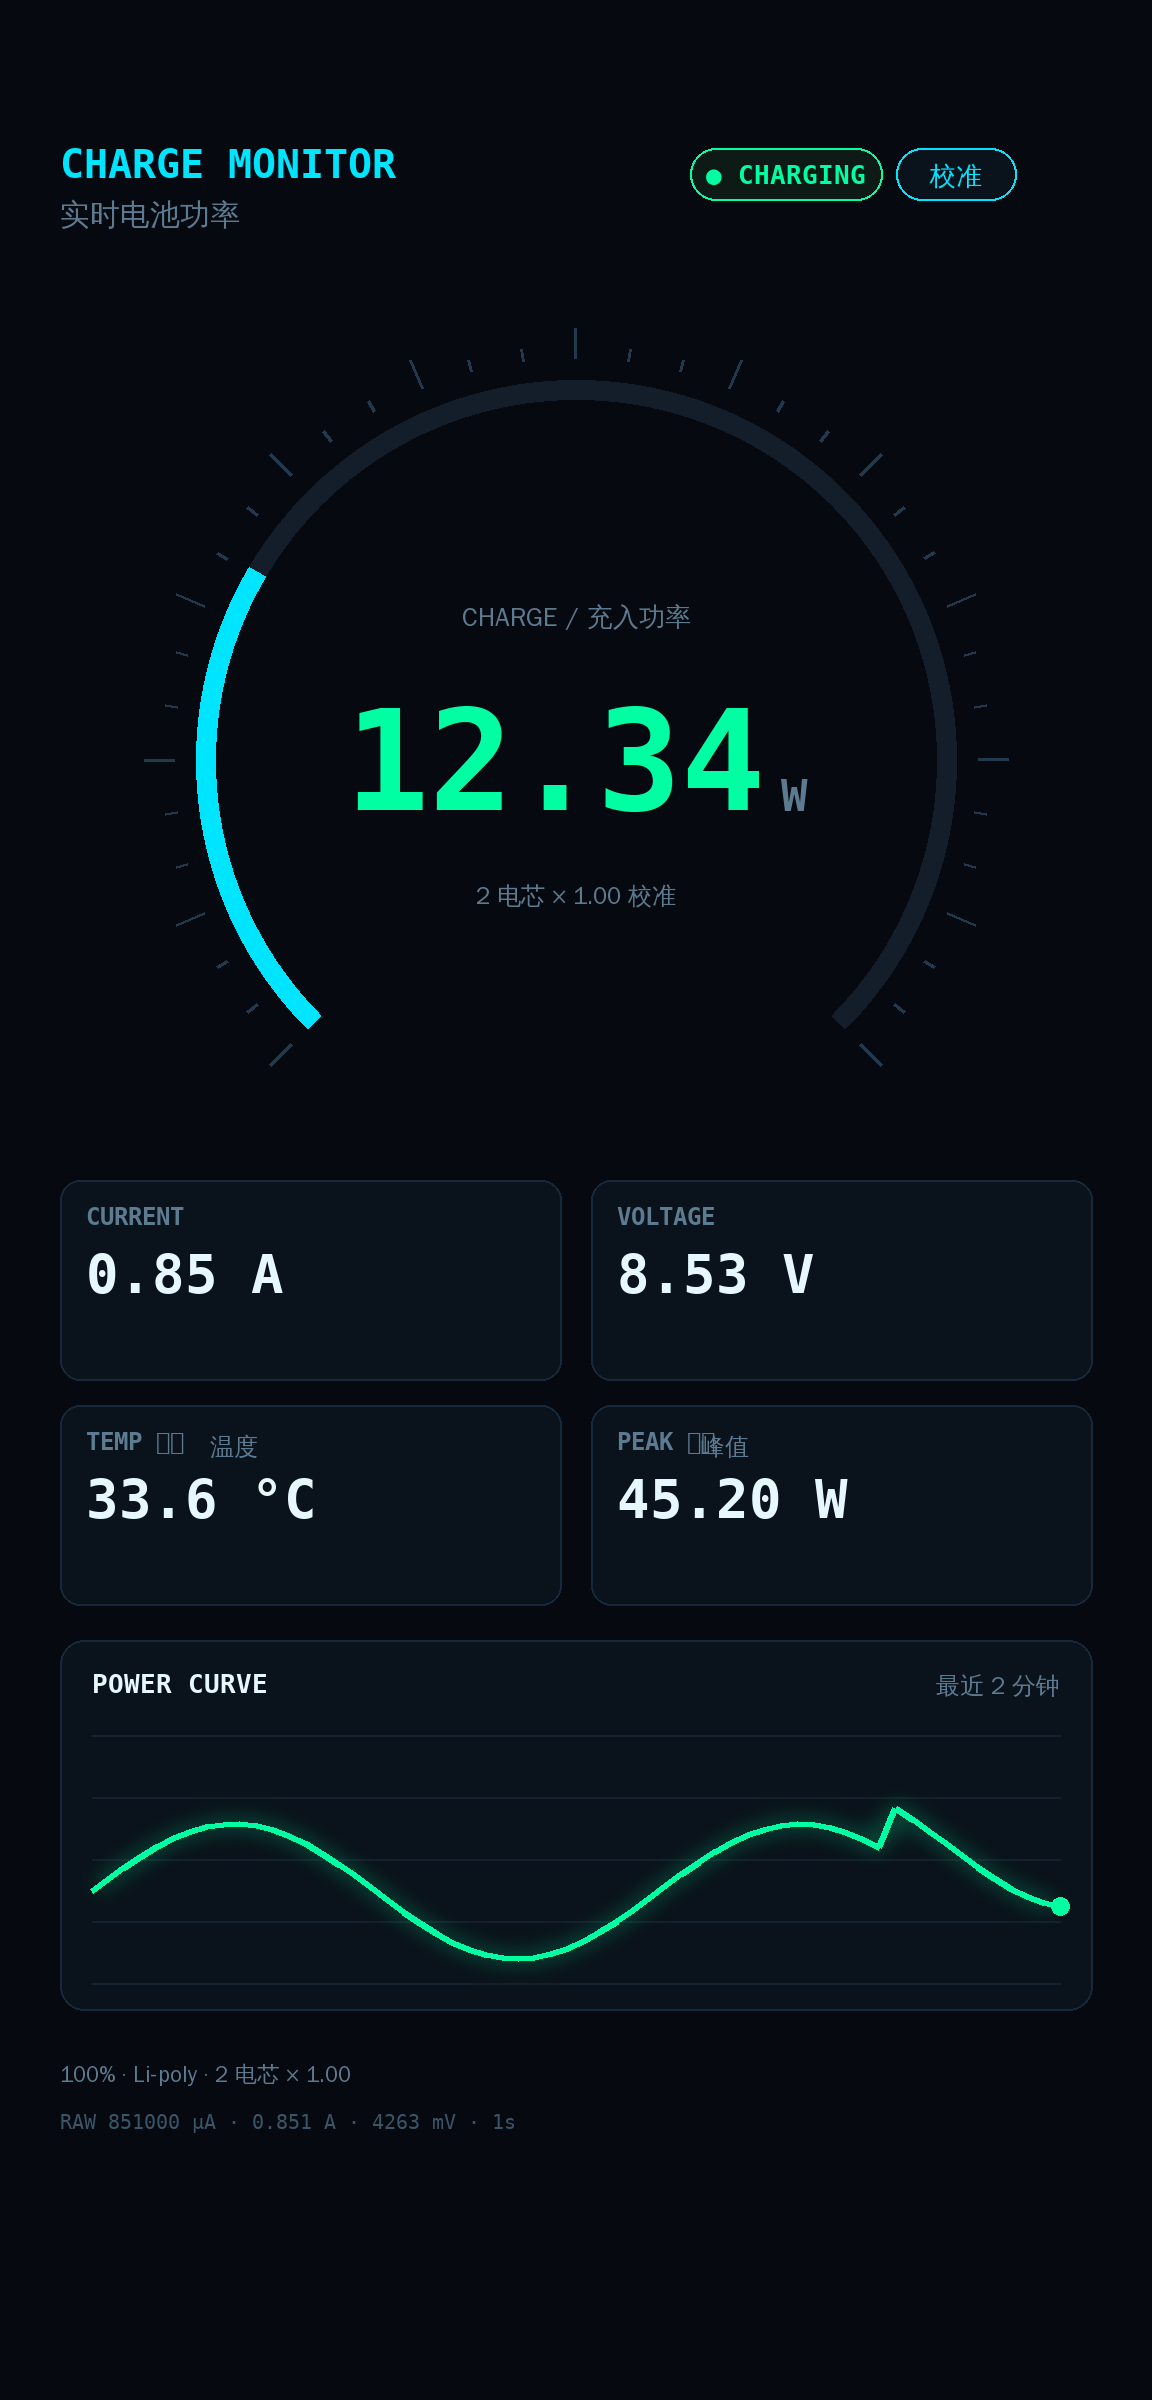 CHARGE MONITOR
实时电池功率
● CHARGING
校准
CHARGE / 充入功率
12.34 W
2 电芯 × 1.00 校准
CURRENT
0.85 A
VOLTAGE
8.53 V
TEMP □□ 温度
33.6 °C
PEAK □□峰值
45.20 W
POWER CURVE
最近 2 分钟
100% · Li-poly · 2 电芯 × 1.00
RAW 851000 μA · 0.851 A · 4263 mV · 1s